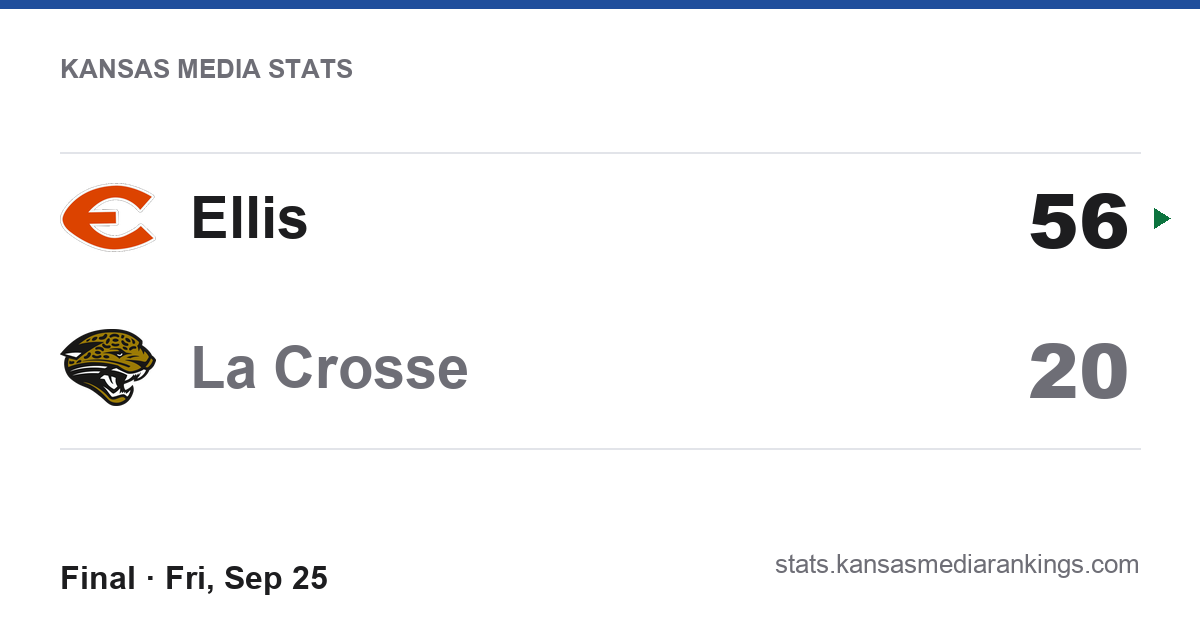 KANSAS MEDIA STATS
Ellis 56
La Crosse 20
Final · Fri, Sep 25
stats.kansasmediarankings.com